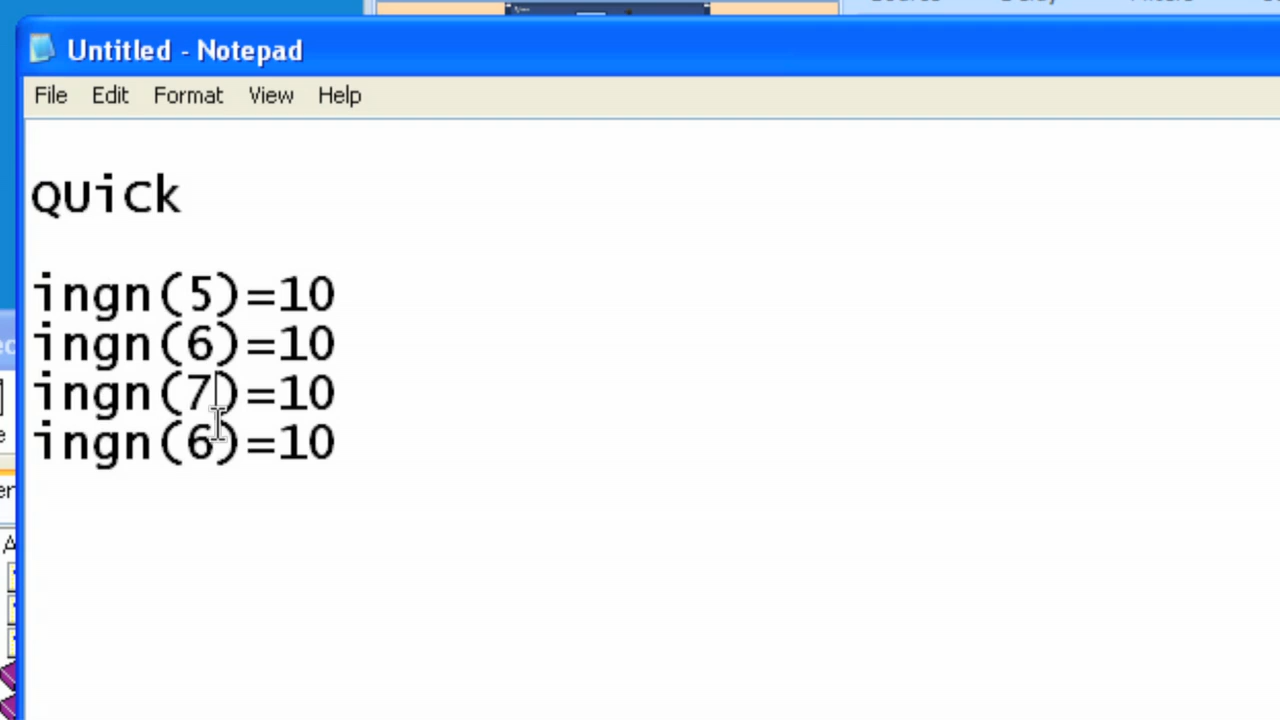 Untitled - Notepad
File Edit Format View Help
QUiCk
ingn(5)=10
ingn(6)=10
ingn(7)=10
ingn(6)=10